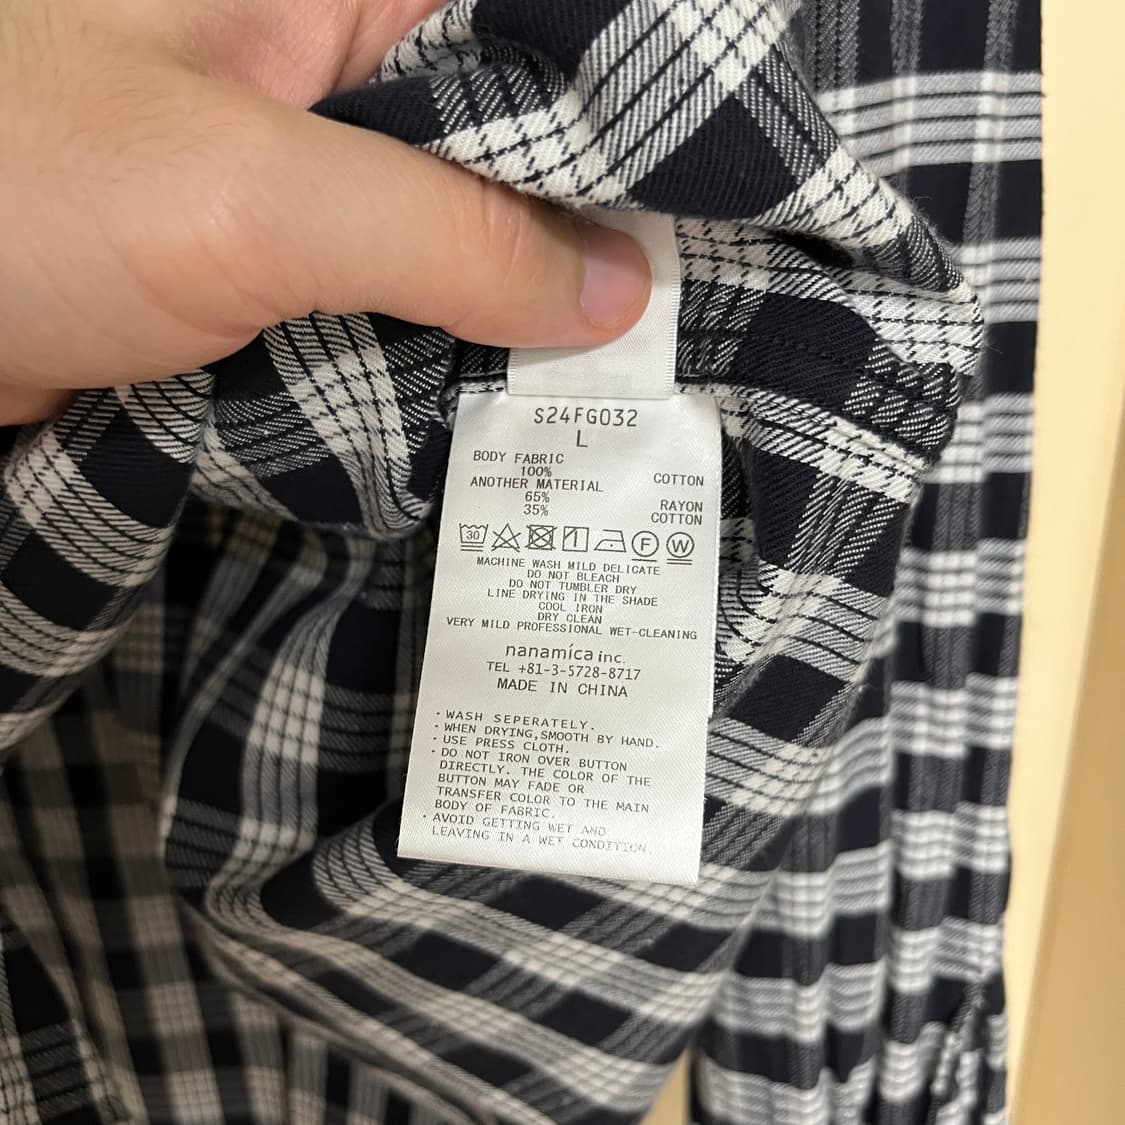 S24FG032
L
BODY FABRIC
100% COTTON
ANOTHER MATERIAL
65% RAYON
35% COTTON
30 F W
MACHINE WASH MILD DELICATE
DO NOT BLEACH
DO NOT TUMBLER DRY
LINE DRYING IN THE SHADE
COOL IRON
DRY CLEAN
VERY MILD PROFESSIONAL WET-CLEANING
nanamica inc.
TEL +81-3-5728-8717
MADE IN CHINA
・WASH SEPERATELY.
・WHEN DRYING,SMOOTH BY HAND.
・USE PRESS CLOTH.
・DO NOT IRON OVER BUTTON
DIRECTLY. THE COLOR OF THE
BUTTON MAY FADE OR
TRANSFER COLOR TO THE MAIN
BODY OF FABRIC.
・AVOID GETTING WET AND
LEAVING IN A WET CONDITION.